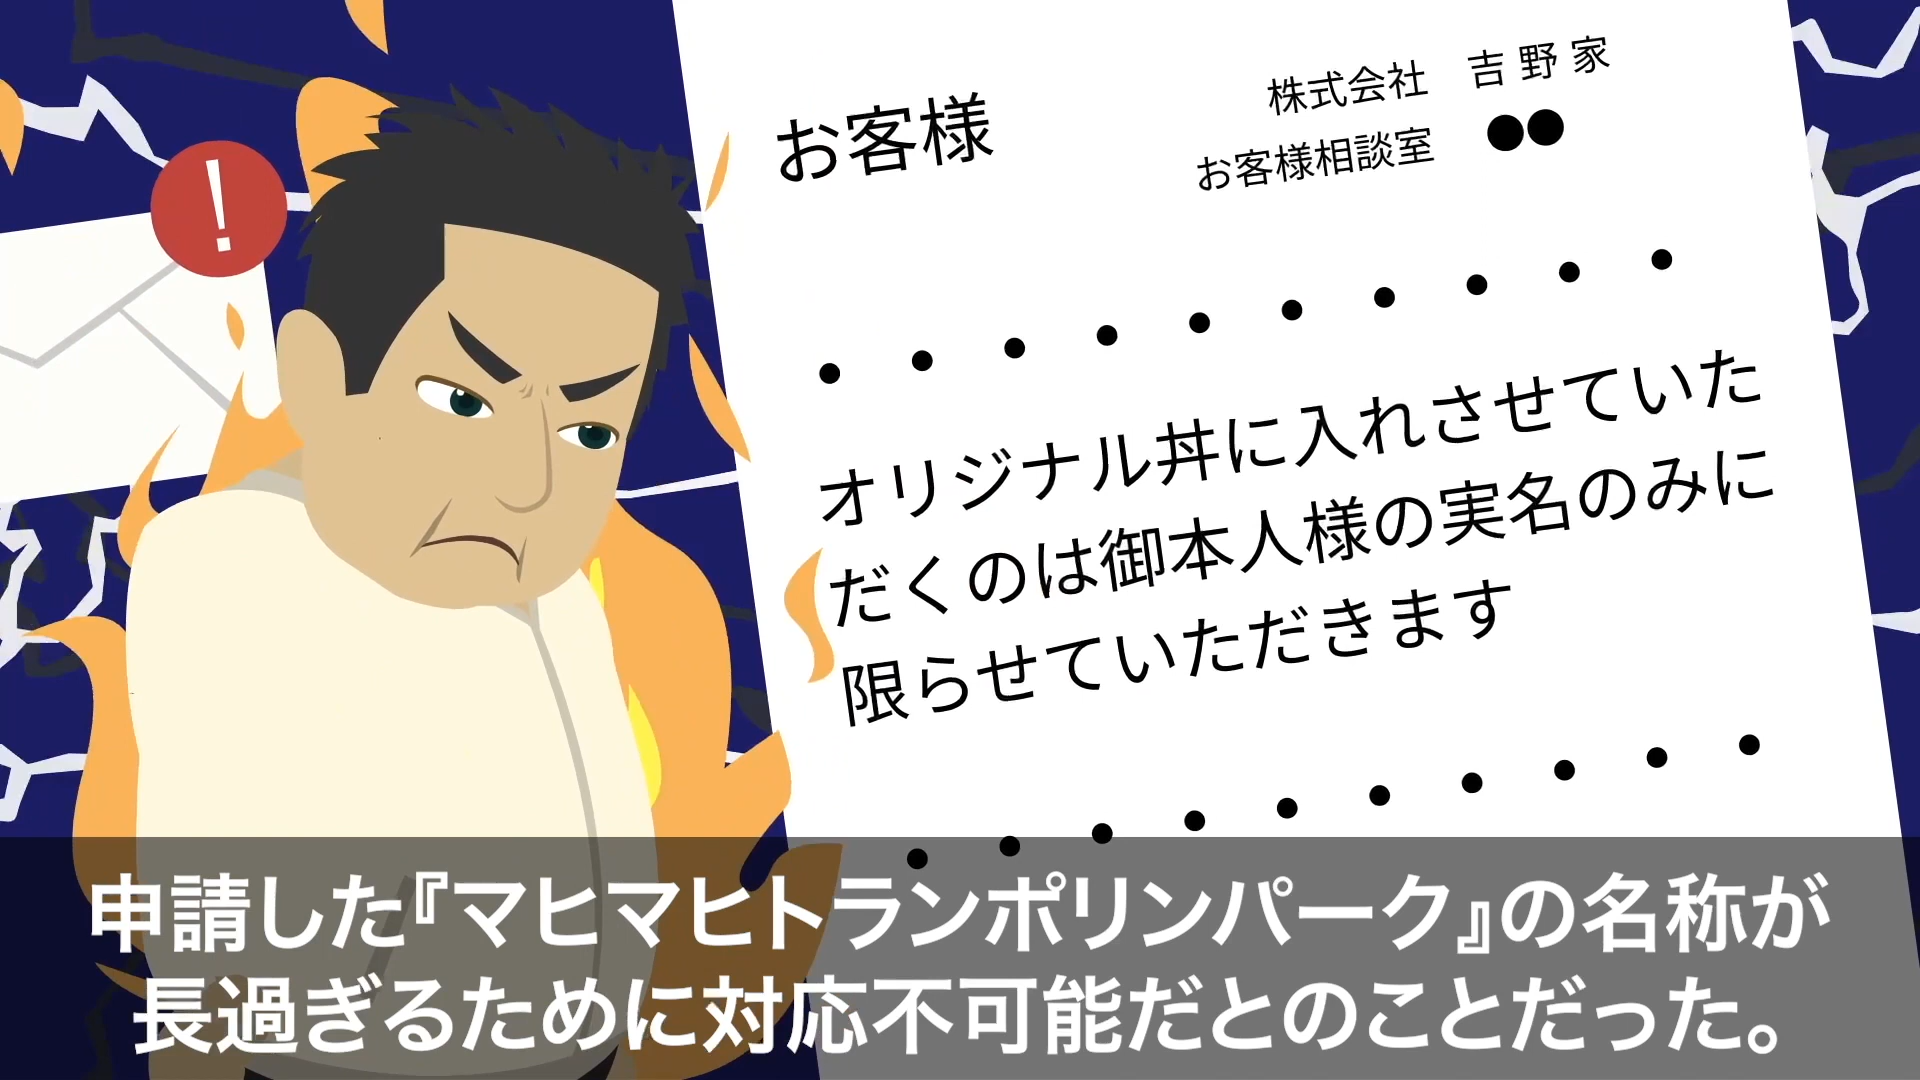 お客様
株式会社　吉野家
お客様相談室　●●
・・・・・・・・・・
オリジナル丼に入れさせていた
だくのは御本人様の実名のみに
限らせていただきます
・・・・・・・・・・
!
申請した『マヒマヒトランポリンパーク』の名称が
長過ぎるために対応不可能だとのことだった。